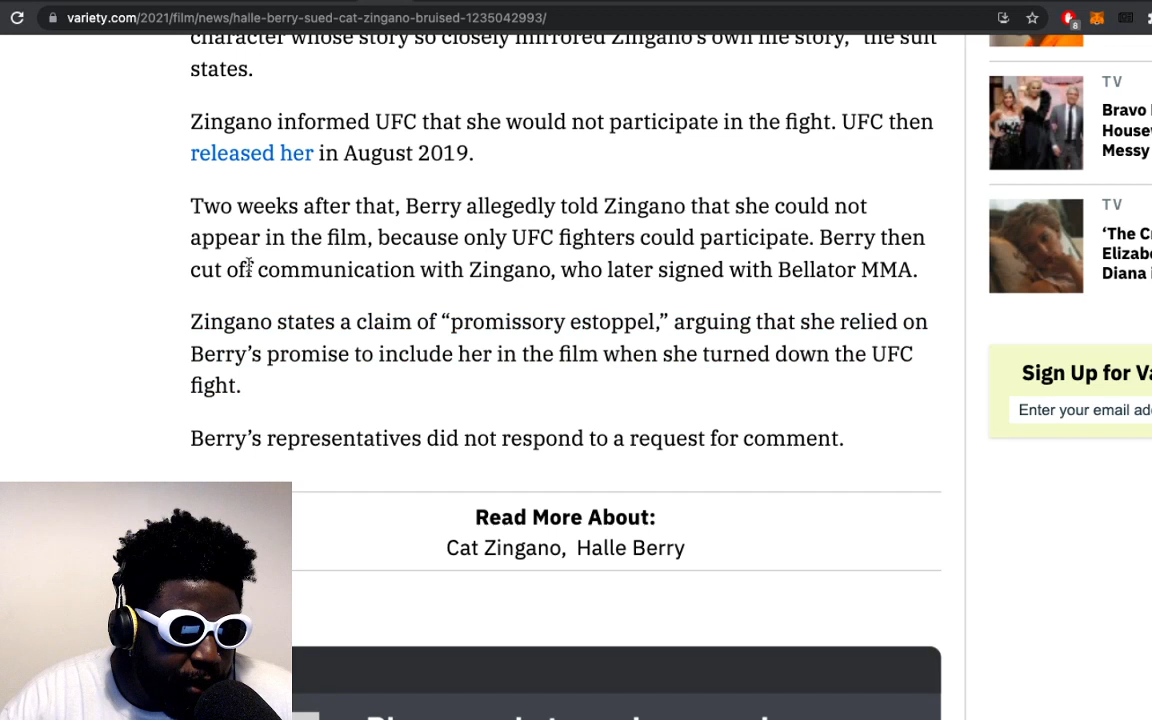 variety.com/2021/film/news/halle-berry-sued-cat-zingano-bruised-1235042993/
8
character whose story so closely mirrored Zingano's own life story,” the suit
states.
Zingano informed UFC that she would not participate in the fight. UFC then
released her in August 2019.
Two weeks after that, Berry allegedly told Zingano that she could not
appear in the film, because only UFC fighters could participate. Berry then
cut off communication with Zingano, who later signed with Bellator MMA.
Zingano states a claim of “promissory estoppel,” arguing that she relied on
Berry’s promise to include her in the film when she turned down the UFC
fight.
Berry’s representatives did not respond to a request for comment.
Read More About:
Cat Zingano, Halle Berry
TV
Bravo
Messy
TV
‘The
Diana
Sign Up for
Enter your email